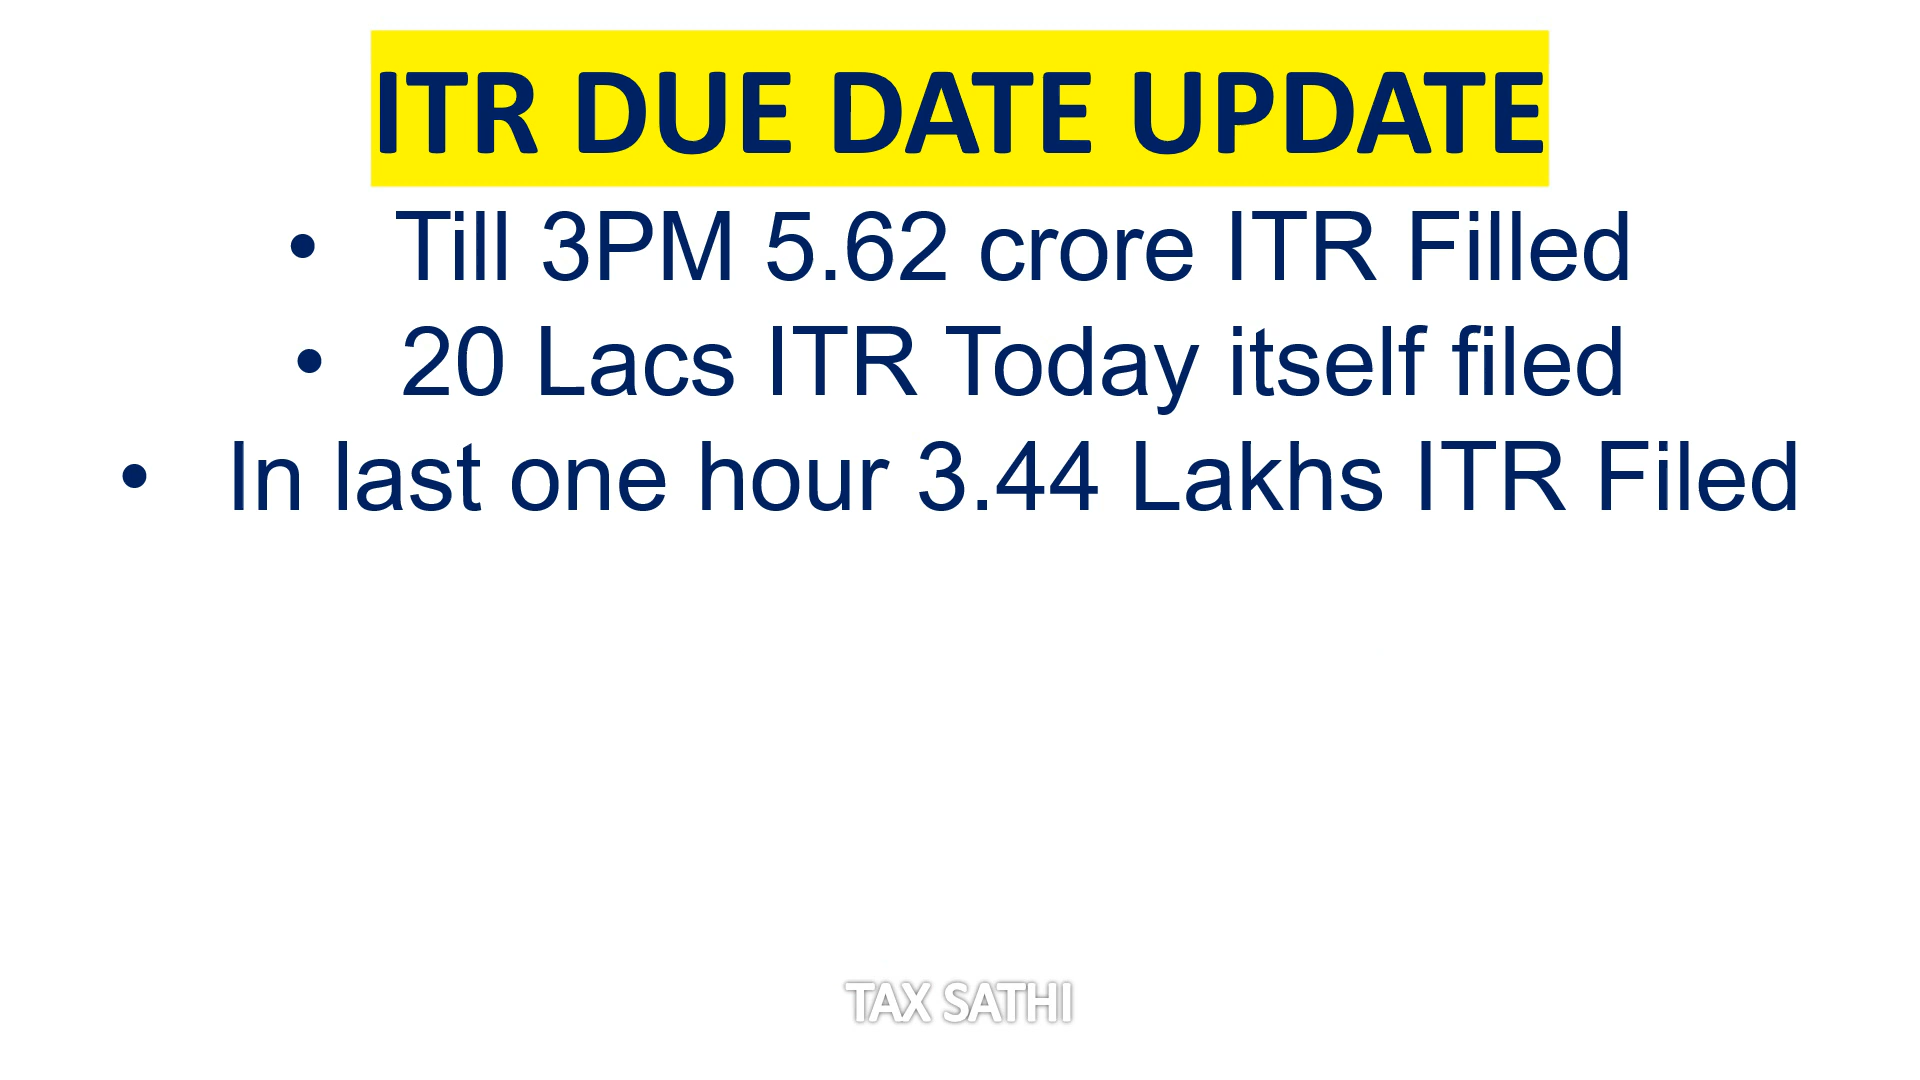 ITR DUE DATE UPDATE
• Till 3PM 5.62 crore ITR Filled
• 20 Lacs ITR Today itself filed
• In last one hour 3.44 Lakhs ITR Filed
TAX SATHI